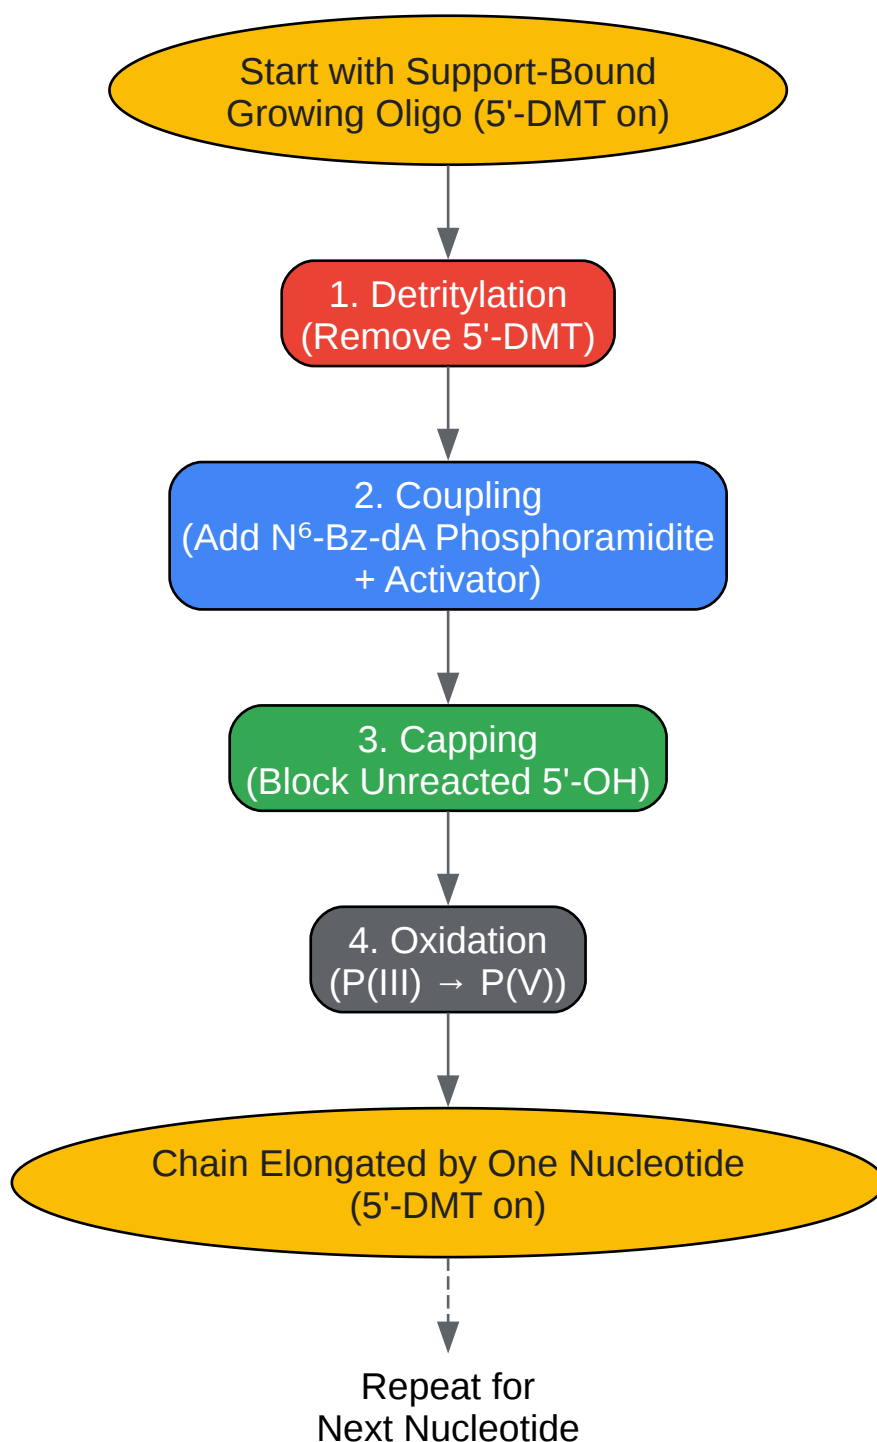 Start with Support-Bound
Growing Oligo (5'-DMT on)
1. Detritylation
(Remove 5'-DMT)
2. Coupling
(Add N⁶-Bz-dA Phosphoramidite
+ Activator)
3. Capping
(Block Unreacted 5'-OH)
4. Oxidation
(P(III) → P(V))
Chain Elongated by One Nucleotide
(5'-DMT on)
Repeat for
Next Nucleotide